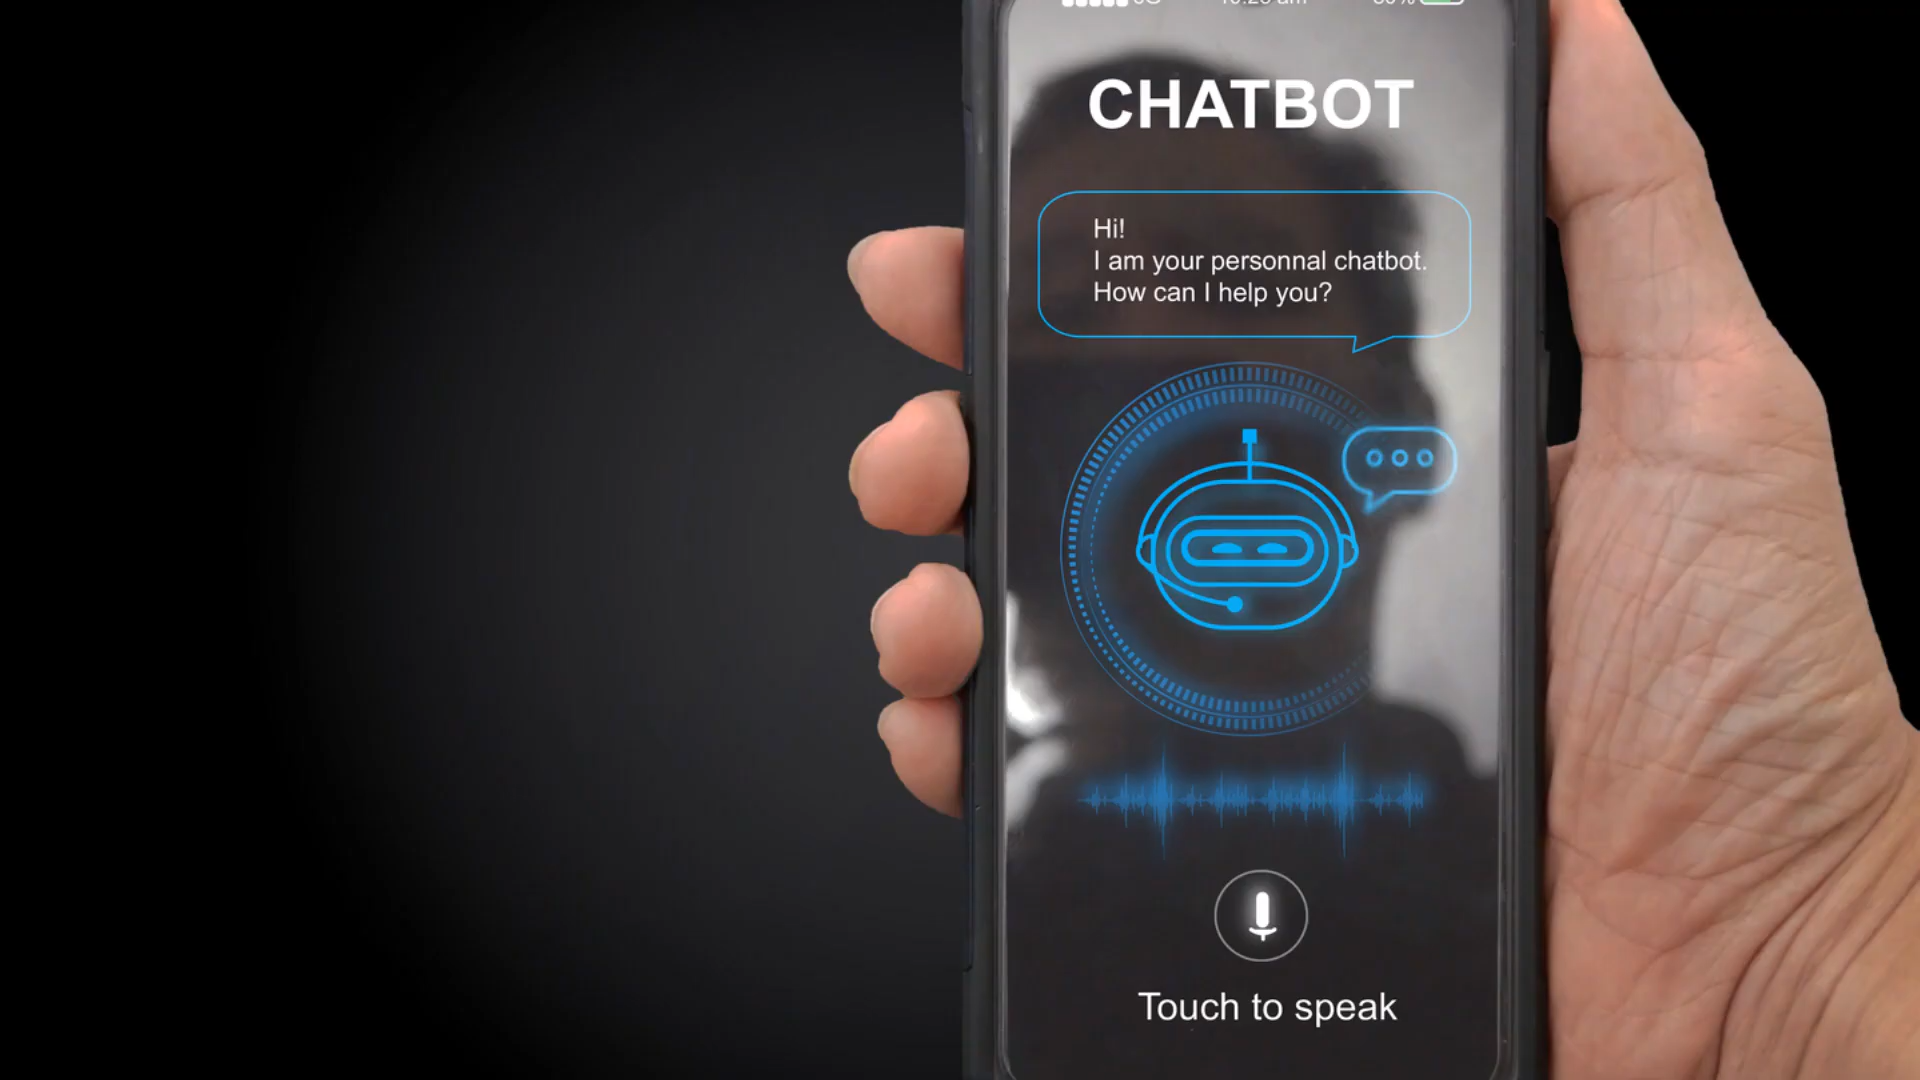 CHATBOT
Hi!
I am your personnal chatbot.
How can I help you?
Touch to speak